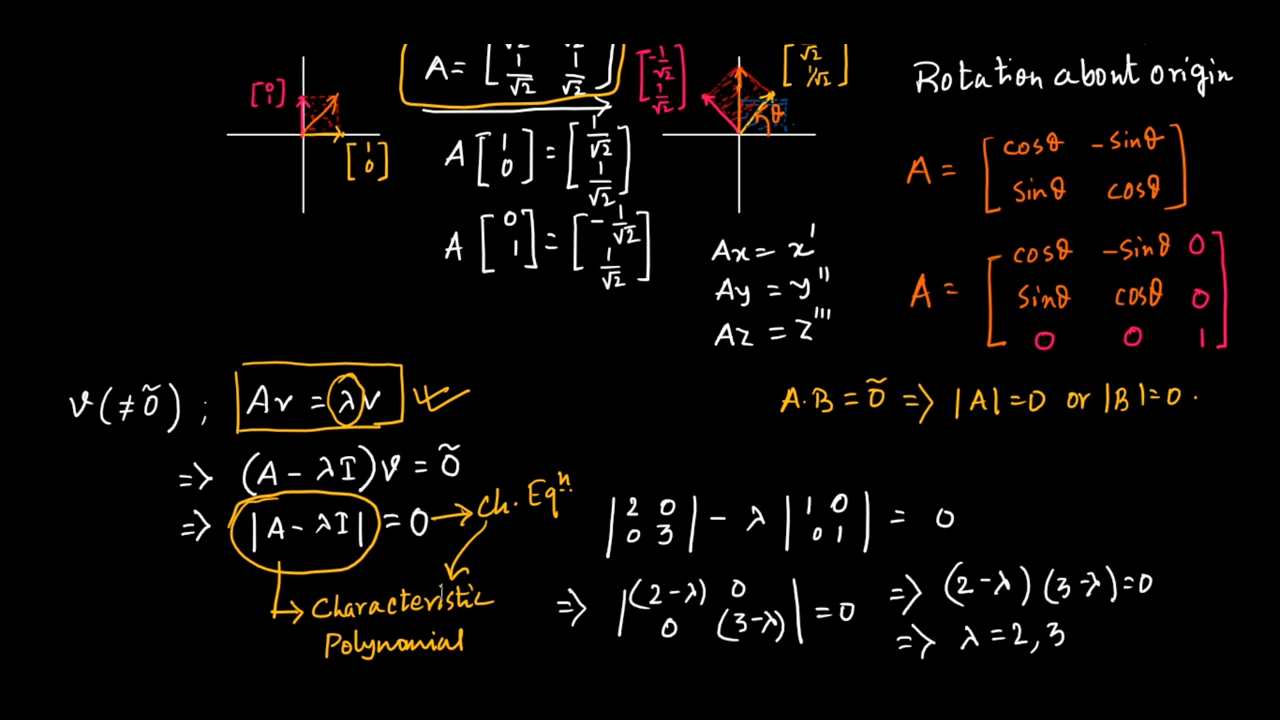 A = [ 1/√2 1/√2 ]
[-1/√2 1/√2]
[√2 1/√2]
Rotation about origin
[0 1]
[1 0]
A [1 0] = [1/√2 1/√2]
A [0 1] = [-1/√2 1/√2]
θ
A = [cosθ -sinθ
sinθ cosθ]
Ax = x'
Ay = y''
Az = z'''
A = [cosθ -sinθ 0
sinθ cosθ 0
0 0 1]
v(≠ 0̃) ; Av = λv
A.B = 0̃ => |A|=0 or |B|=0.
=> (A - λI)v = 0̃
=> |A - λI| = 0 → Ch. Eqⁿ
Characteristic
Polynomial
|2 0
0 3| - λ |1 0
0 1| = 0
=> |(2-λ) 0
0 (3-λ)| = 0
=> (2-λ)(3-λ)=0
=> λ = 2, 3